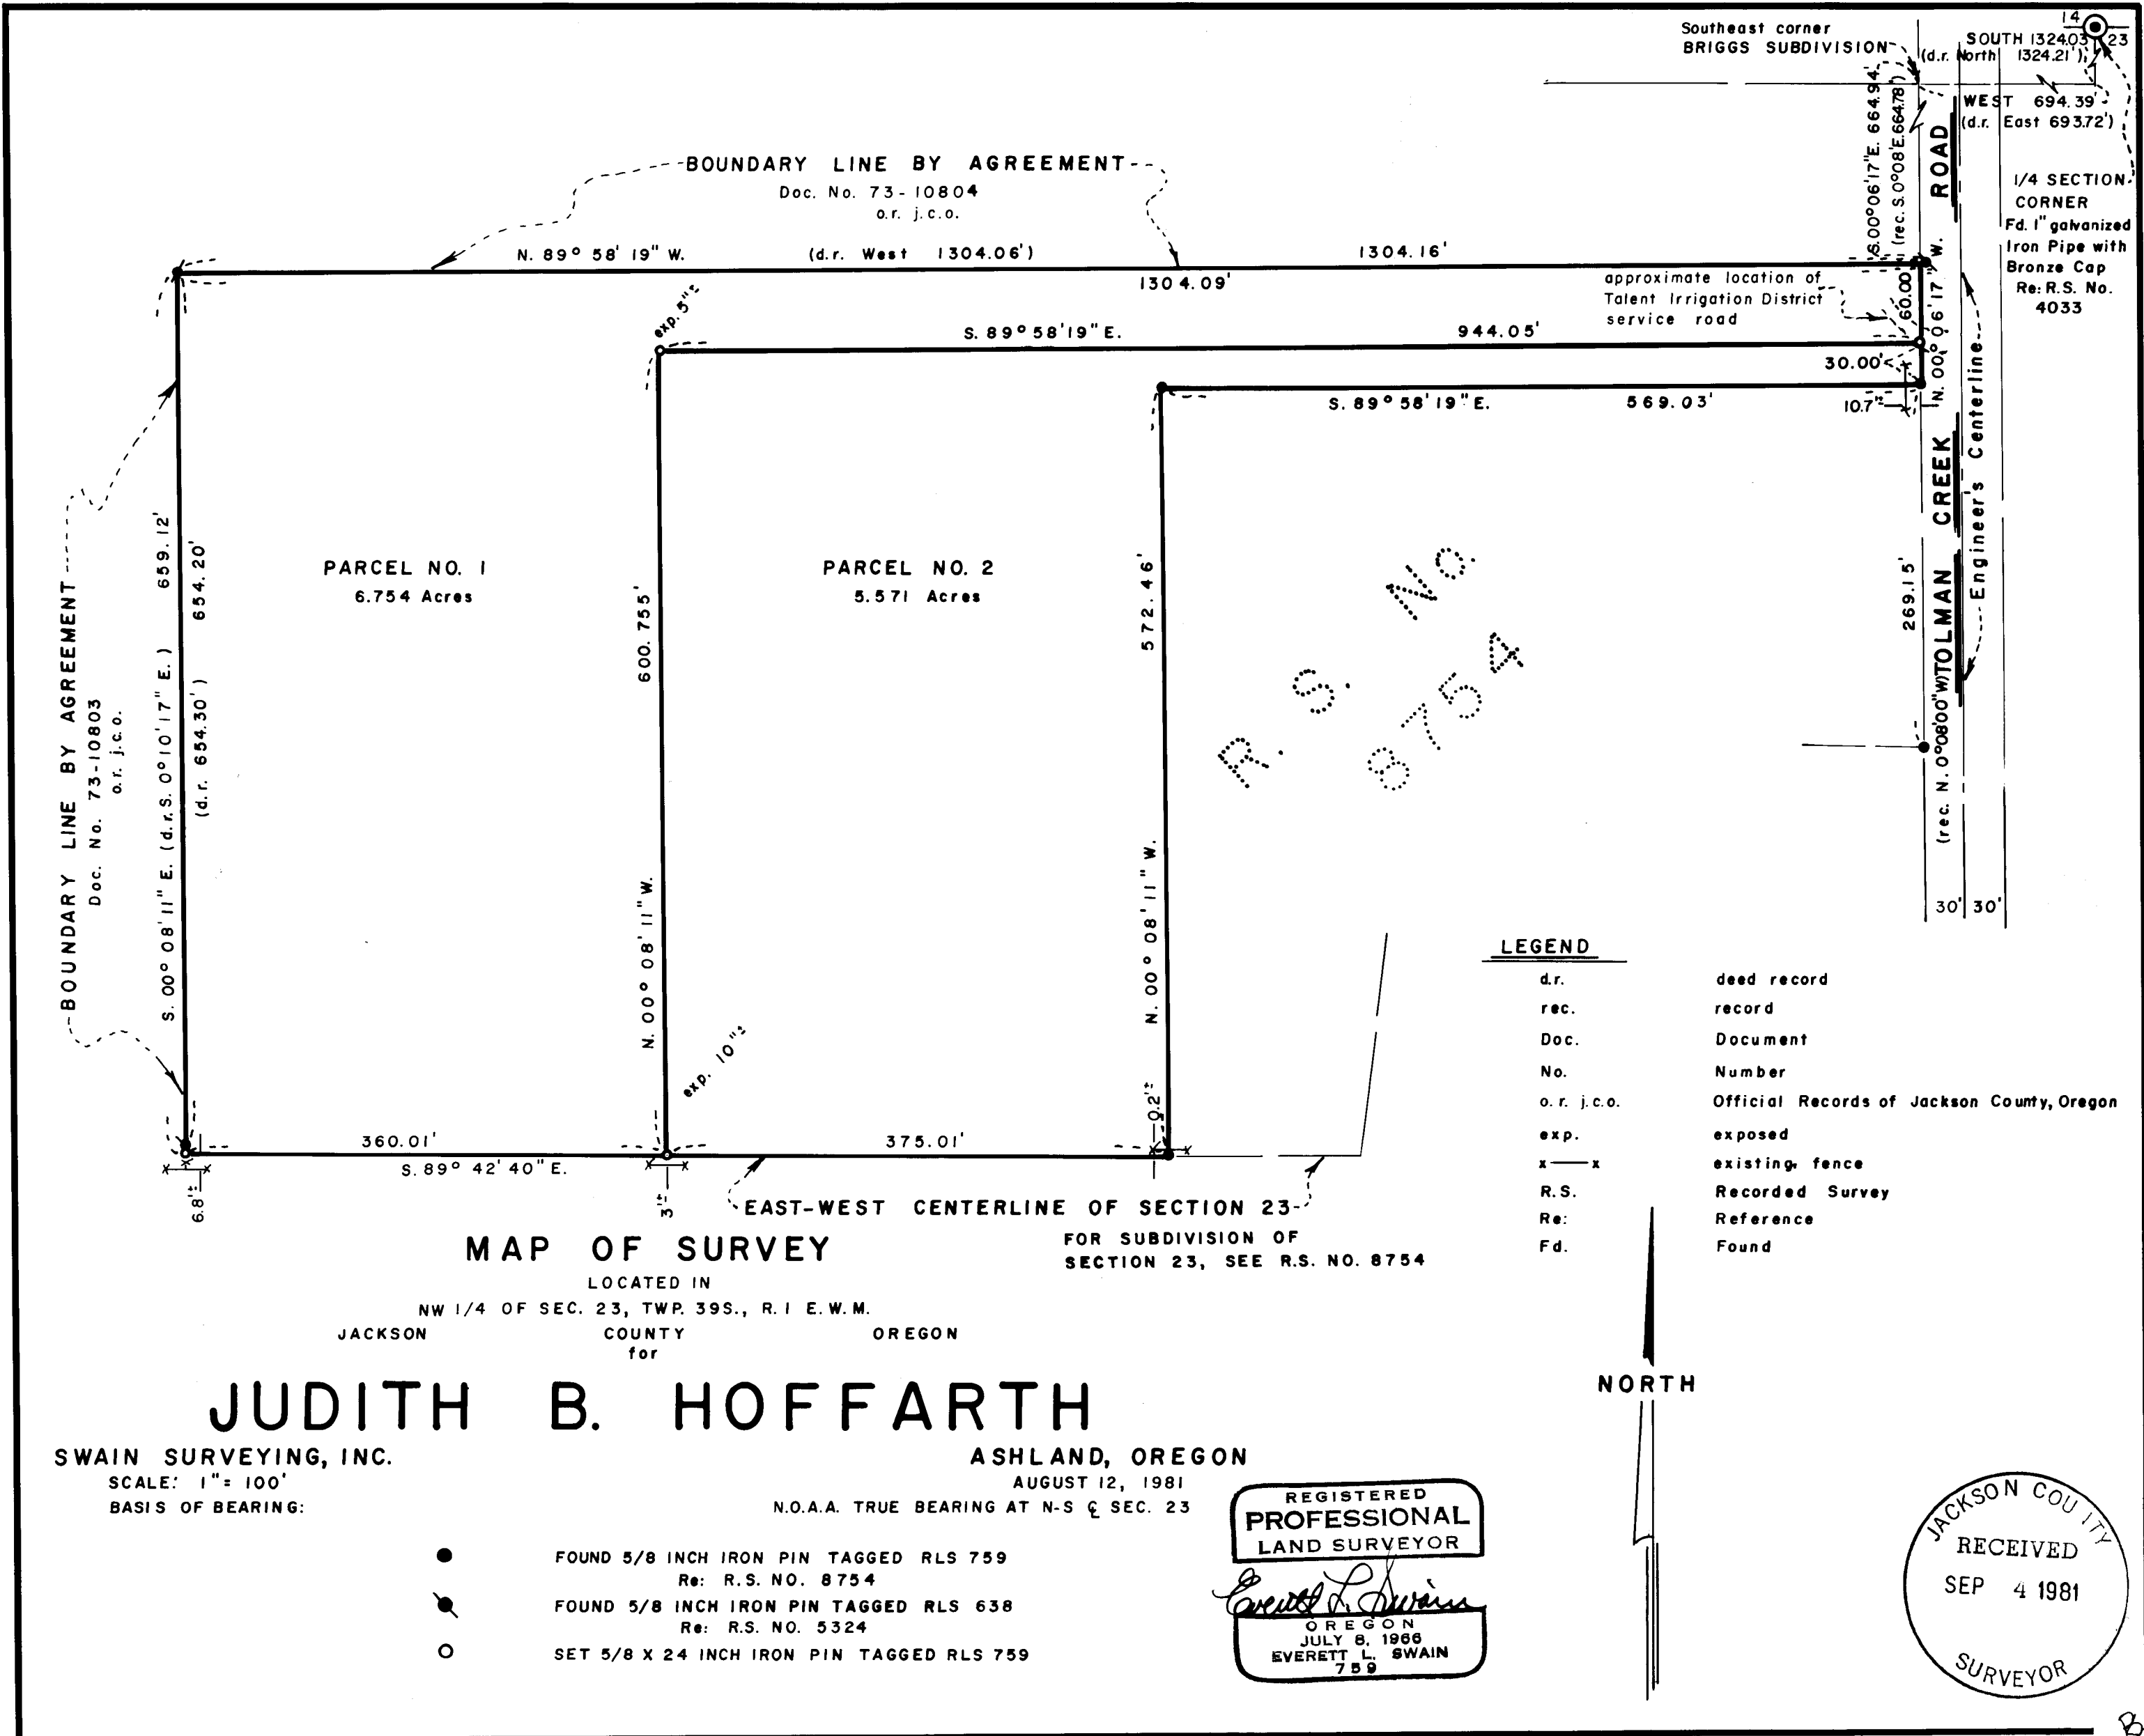 Southeast corner
BRIGGS SUBDIVISION
14
23
SOUTH 1324.03'
(d.r. North 1324.21')
WEST 694.39'
(d.r. East 693.72')
1/4 SECTION
CORNER
Fd. 1" galvanized
Iron Pipe with
Bronze Cap
Re: R.S. No.
4033
S.00°06'17"E. 664.94'
(rec. S.0°08'E. 664.78')
BOUNDARY LINE BY AGREEMENT
Doc. No. 73-10804
o.r. j.c.o.
N. 89° 58' 19" W. (d.r. West 1304.06') 1304.16'
1304.09'
approximate location of
Talent Irrigation District
service road
60.00'
30.00'
10.7'±
N. 00° 06' 17" W.
(rec. N. 0°08'00"W)
TOLMAN CREEK ROAD
Engineer's Centerline
269.15'
30' 30'
exp. 5"±
S. 89° 58' 19" E. 944.05'
S. 89° 58' 19" E. 569.03'
BOUNDARY LINE BY AGREEMENT
Doc. No. 73-10803
o.r. j.c.o.
S. 00° 08' 11" E. (d.r. S. 0° 10' 17" E.) 659.12'
(d.r. 654.30') 654.20'
PARCEL NO. 1
6.754 Acres
N. 00° 08' 11" W. 600.755'
PARCEL NO. 2
5.571 Acres
N. 00° 08' 11" W. 572.46'
R. S. NO.
8754
exp. 10"±
0.2'±
360.01'
375.01'
S. 89° 42' 40" E.
6.8'±
3'±
EAST-WEST CENTERLINE OF SECTION 23
FOR SUBDIVISION OF
SECTION 23, SEE R.S. NO. 8754
LEGEND
d.r. deed record
rec. record
Doc. Document
No. Number
o. r. j.c.o. Official Records of Jackson County, Oregon
exp. exposed
x——x existing fence
R.S. Recorded Survey
Re: Reference
Fd. Found
MAP OF SURVEY
LOCATED IN
NW 1/4 OF SEC. 23, TWP. 39S., R. 1 E. W. M.
JACKSON COUNTY OREGON
for
JUDITH B. HOFFARTH
SWAIN SURVEYING, INC. ASHLAND, OREGON
SCALE: 1" = 100' AUGUST 12, 1981
BASIS OF BEARING: N.O.A.A. TRUE BEARING AT N-S ℄ SEC. 23
FOUND 5/8 INCH IRON PIN TAGGED RLS 759
Re: R.S. NO. 8754
FOUND 5/8 INCH IRON PIN TAGGED RLS 638
Re: R.S. NO. 5324
SET 5/8 X 24 INCH IRON PIN TAGGED RLS 759
REGISTERED
PROFESSIONAL
LAND SURVEYOR
Everett L. Swain
OREGON
JULY 8, 1966
EVERETT L. SWAIN
759
NORTH
JACKSON COU ITY
RECEIVED
SEP 4 1981
SURVEYOR